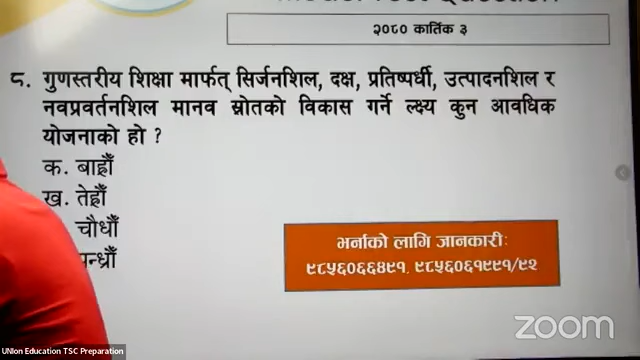 २०८० कार्तिक ३
८. गुणस्तरीय शिक्षा मार्फत् सिर्जनशिल, दक्ष, प्रतिष्पर्धी, उत्पादनशिल र
नवप्रवर्तनशिल मानव स्रोतको विकास गर्ने लक्ष्य कुन आवधिक
योजनाको हो ?
क. बाह्रौँ
ख. तेह्रौँ
चौधौँ
पन्ध्रौँ
भर्नाको लागि जानकारी:
९८५६०६६४९१, ९८५६०६१९९१/९२
zoom
UNIon Education TSC Preparation